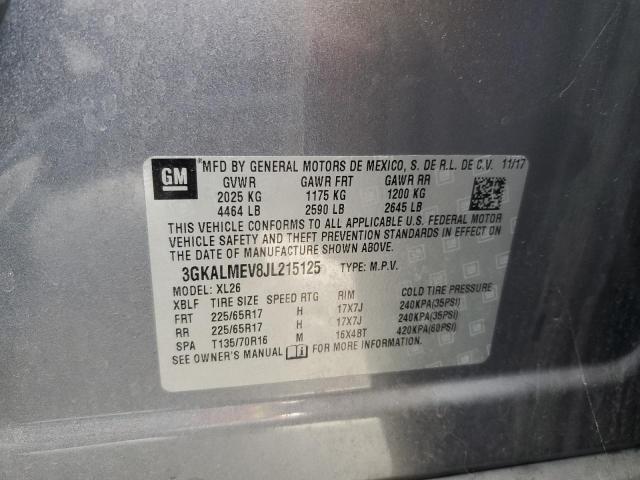 GM
*MFD BY GENERAL MOTORS DE MEXICO, S. DE R.L. DE C.V. 11/17
GVWR GAWR FRT GAWR RR
2025 KG 1175 KG 1200 KG
4464 LB 2590 LB 2645 LB
THIS VEHICLE CONFORMS TO ALL APPLICABLE U.S. FEDERAL MOTOR
VEHICLE SAFETY AND THEFT PREVENTION STANDARDS IN EFFECT ON
THE DATE OF MANUFACTURE SHOWN ABOVE.
3GKALMEV8JL215125 TYPE: M.P.V.
MODEL: XL26
XBLF TIRE SIZE SPEED RTG RIM COLD TIRE PRESSURE
FRT 225/65R17 H 17X7J 240KPA(35PSI)
RR 225/65R17 H 17X7J 240KPA(35PSI)
SPA T135/70R16 M 16X4BT 420KPA(60PSI)
SEE OWNER'S MANUAL FOR MORE INFORMATION.